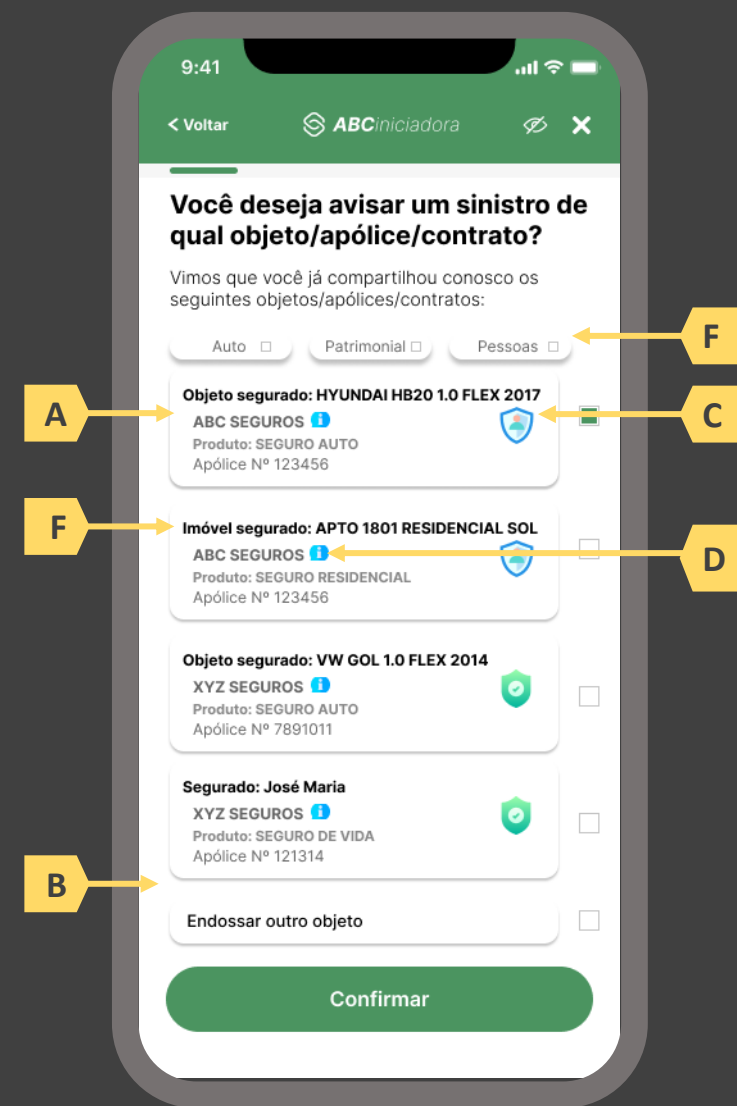 9:41
< Voltar
ABCiniciadora
Você deseja avisar um sinistro de
qual objeto/apólice/contrato?
Vimos que você já compartilhou conosco os
seguintes objetos/apólices/contratos:
F
Auto
Patrimonial
Pessoas
A
Objeto segurado: HYUNDAI HB20 1.0 FLEX 2017
C
ABC SEGUROS i
Produto: SEGURO AUTO
Apólice Nº 123456
F
Imóvel segurado: APTO 1801 RESIDENCIAL SOL
ABC SEGUROS i
D
Produto: SEGURO RESIDENCIAL
Apólice Nº 123456
Objeto segurado: VW GOL 1.0 FLEX 2014
XYZ SEGUROS i
Produto: SEGURO AUTO
Apólice Nº 7891011
Segurado: José Maria
XYZ SEGUROS i
Produto: SEGURO DE VIDA
Apólice Nº 121314
B
Endossar outro objeto
Confirmar